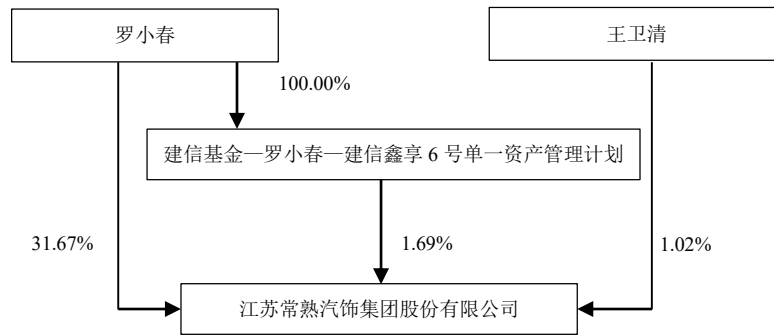 罗小春
王卫清
100.00%
建信基金—罗小春—建信鑫享 6 号单一资产管理计划
31.67%
1.69%
1.02%
江苏常熟汽饰集团股份有限公司